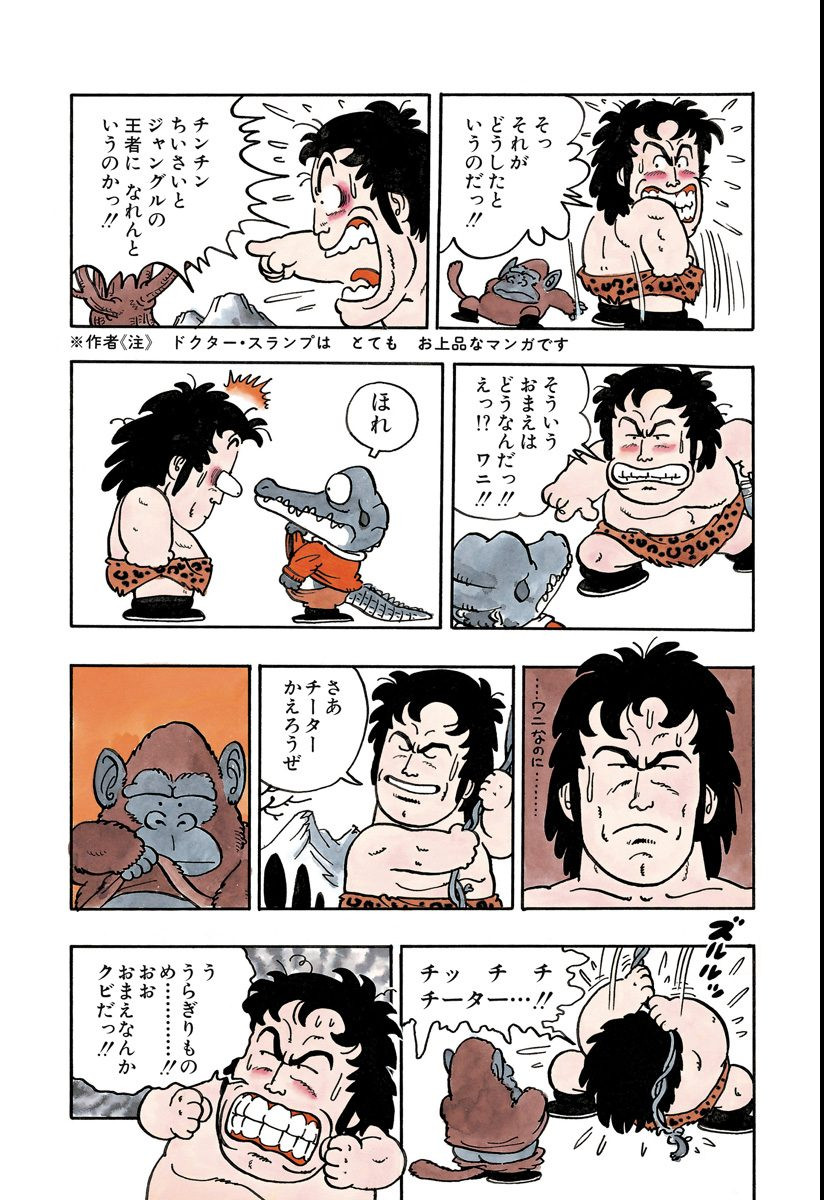 そっ
それが
どうしたと
いうのだっ!!
チンチン
ちいさいと
ジャングルの
王者に なれんと
いうのかっ!!
※作者《注》 ドクター・スランプは とても お上品なマンガです
そういう
おまえは
どうなんだっ!!
えっ!? ワニ!!
ほれ
‥‥ワニなのに‥‥‥‥
さあ
チーター
かえろうぜ
ズルルッ
チッ チ チ
チーター…!!
う
うらぎりもの
め…………!!
おお
おまえなんか
クビだっ!!